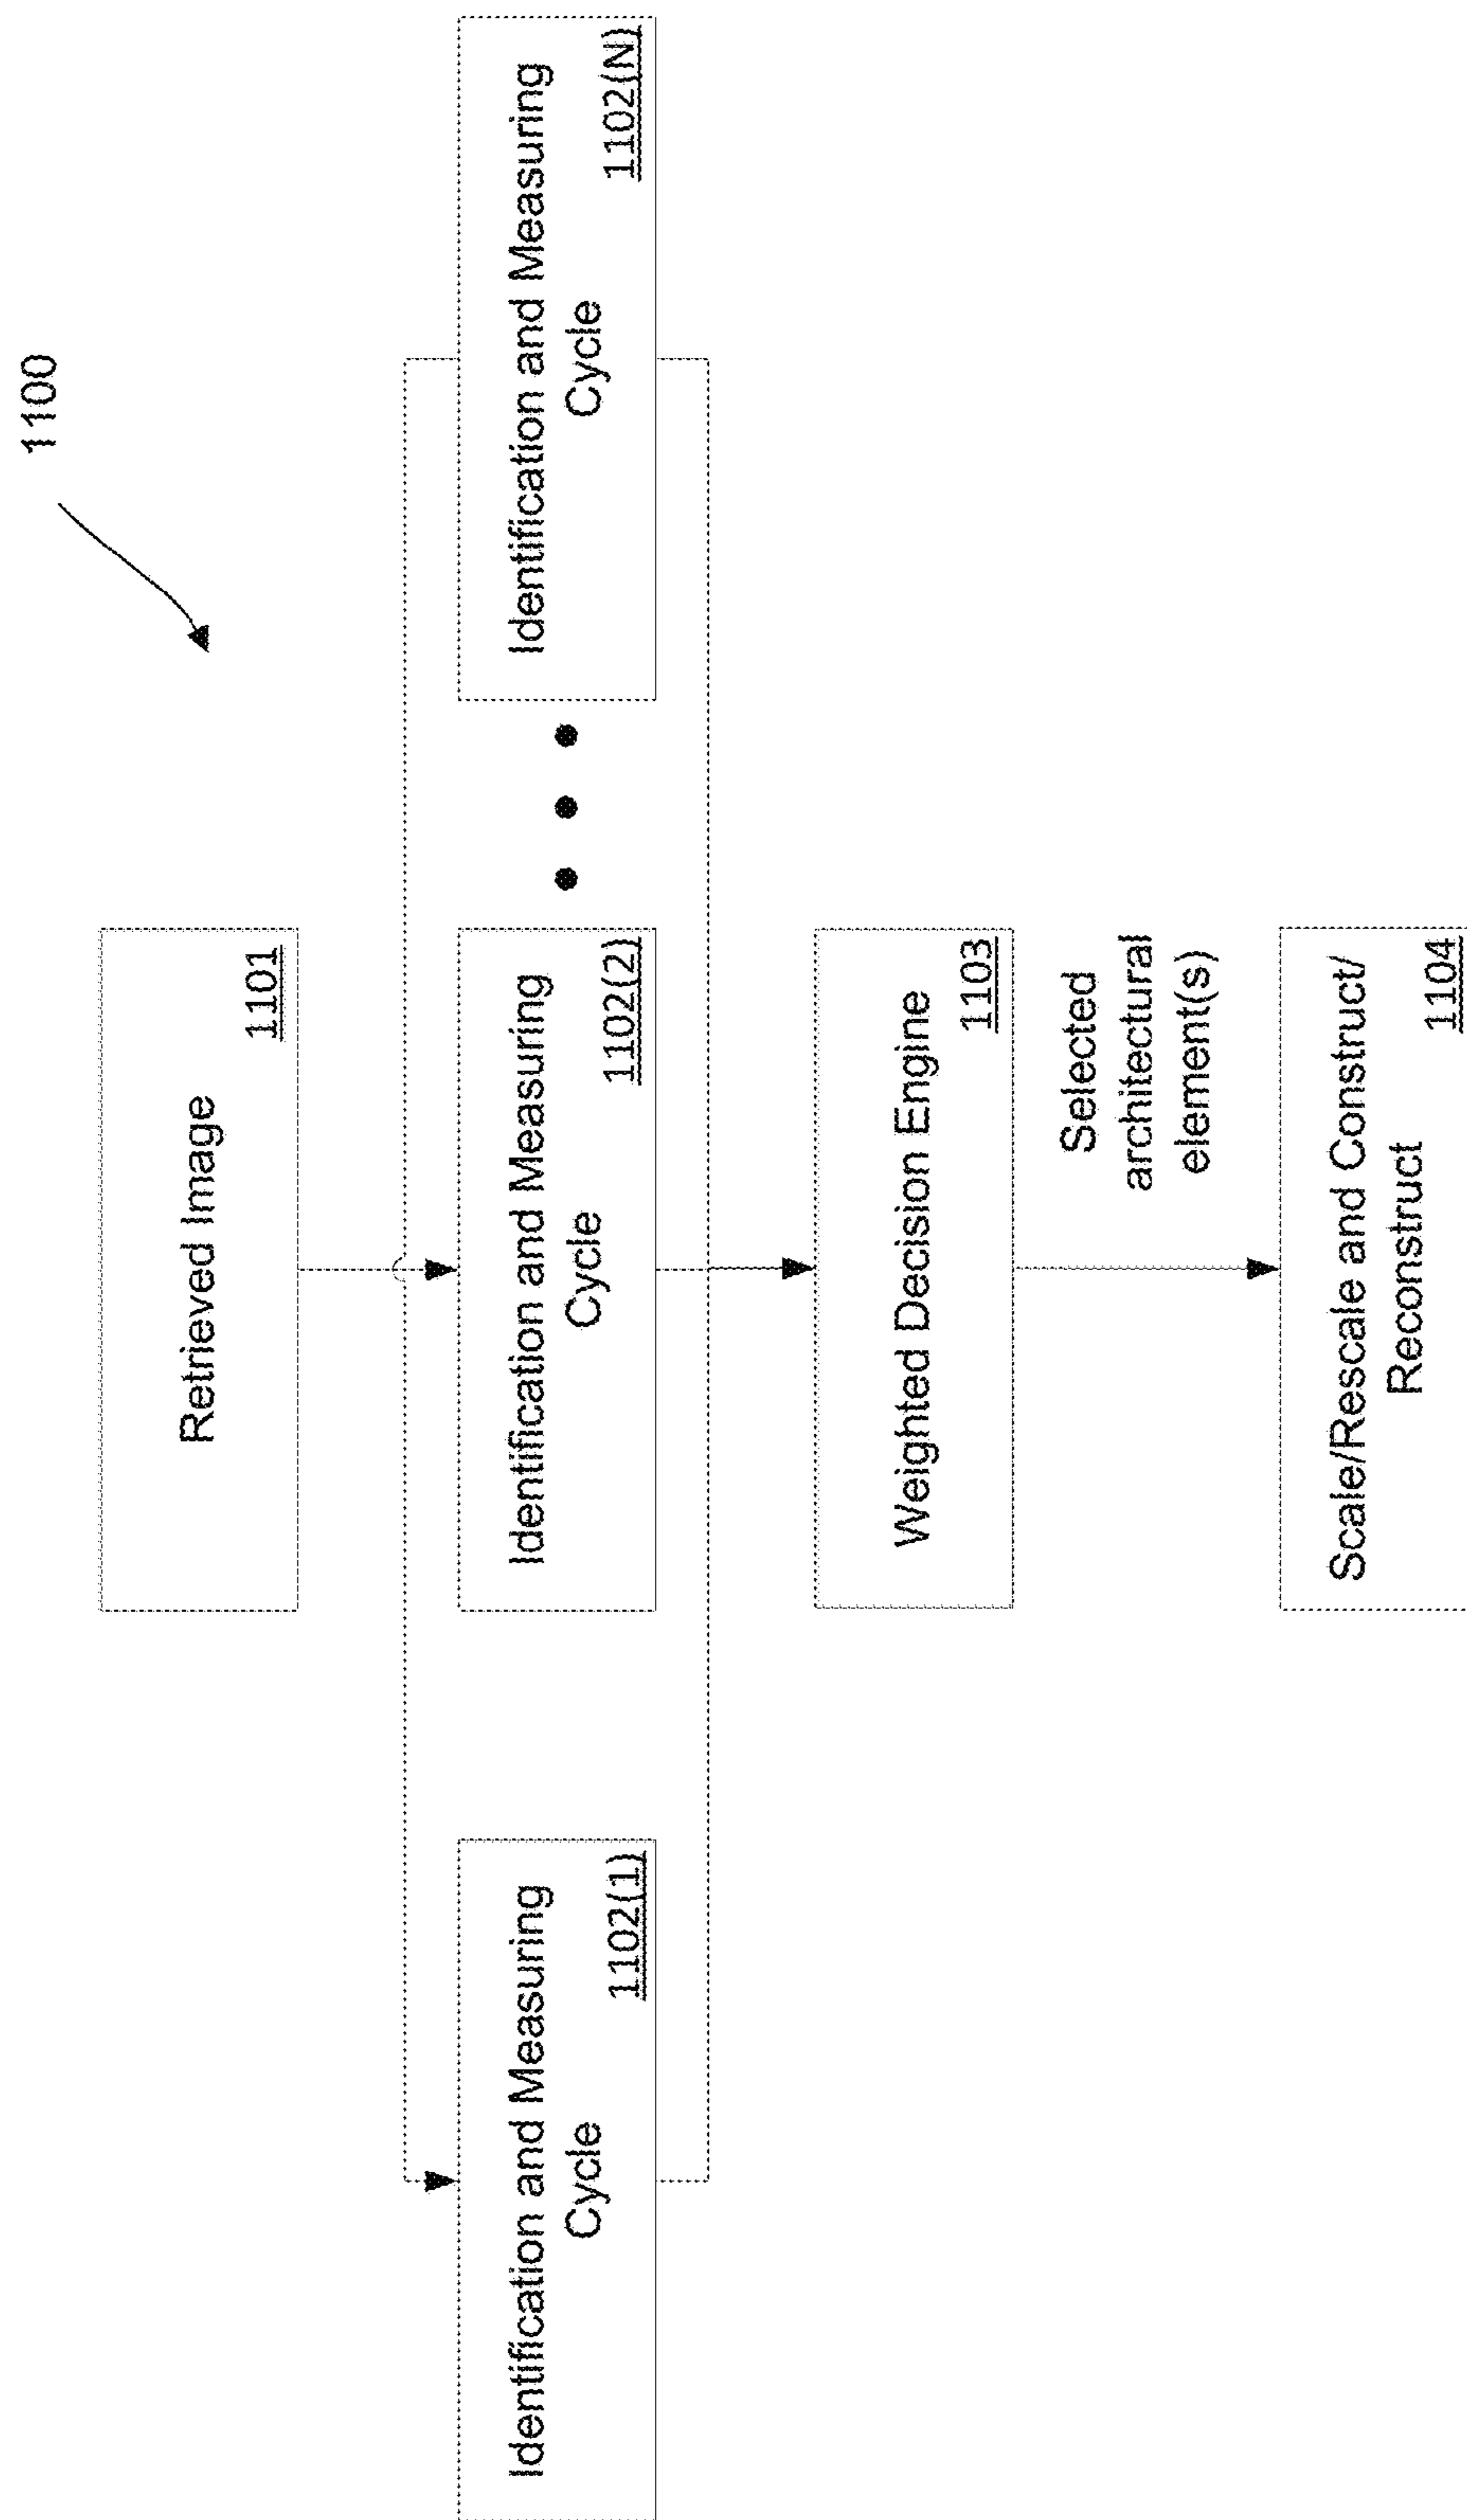 1100
Retrieved Image
1101
Identification and Measuring
Cycle
1102(1)
Identification and Measuring
Cycle
1102(2)
Identification and Measuring
Cycle
1102(N)
Weighted Decision Engine
1103
Selected
architectural
element(s)
Scale/Rescale and Construct/
Reconstruct
1104